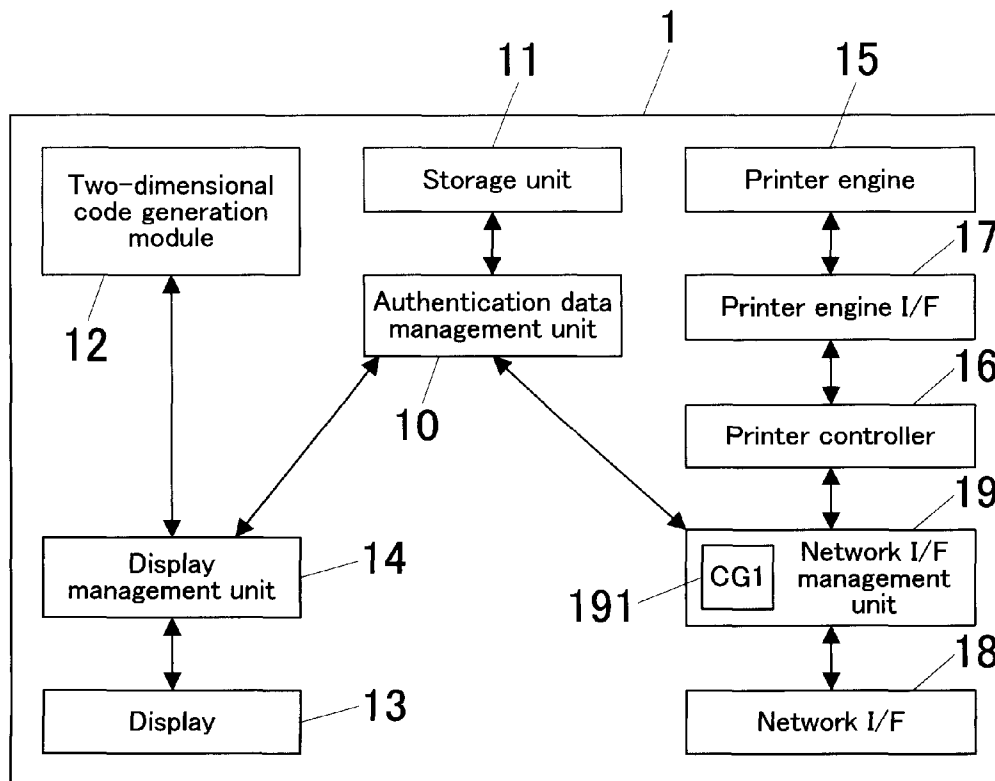 1
11
15
Two-dimensional
code generation
module
Storage unit
Printer engine
17
12
Authentication data
management unit
Printer engine I/F
16
10
Printer controller
19
Display
management unit
14
CG1
191
Network I/F
management
unit
18
Display
13
Network I/F